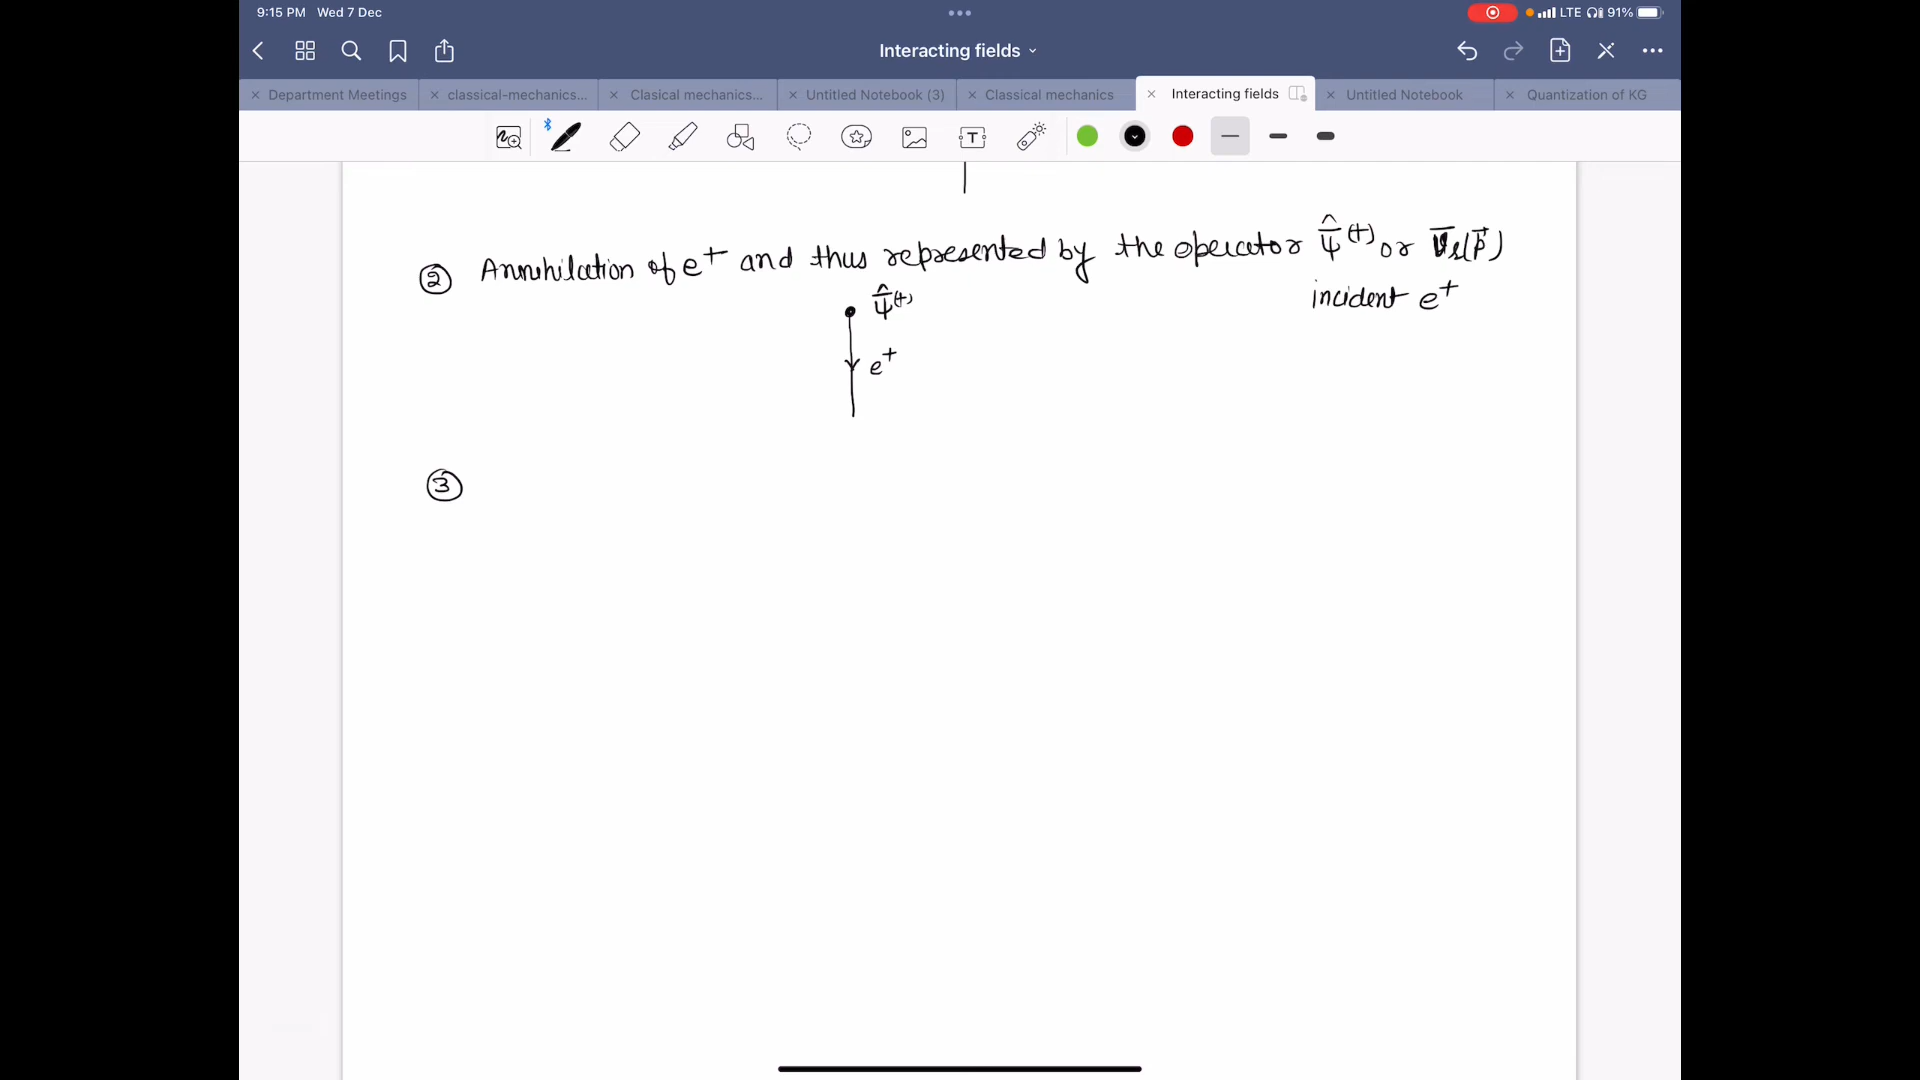 9:15 PM Wed 7 Dec
LTE 91%
Interacting fields
Department Meetings
classical-mechanics...
Clasical mechanics...
Untitled Notebook (3)
Classical mechanics
Interacting fields
Untitled Notebook
Quantization of KG
② Annihilation of e⁺ and thus represented by the operator ψ̄̂⁽⁺⁾ or v̄ₛ(p⃗)
incident e⁺
ψ̄̂⁽⁺⁾
e⁺
③